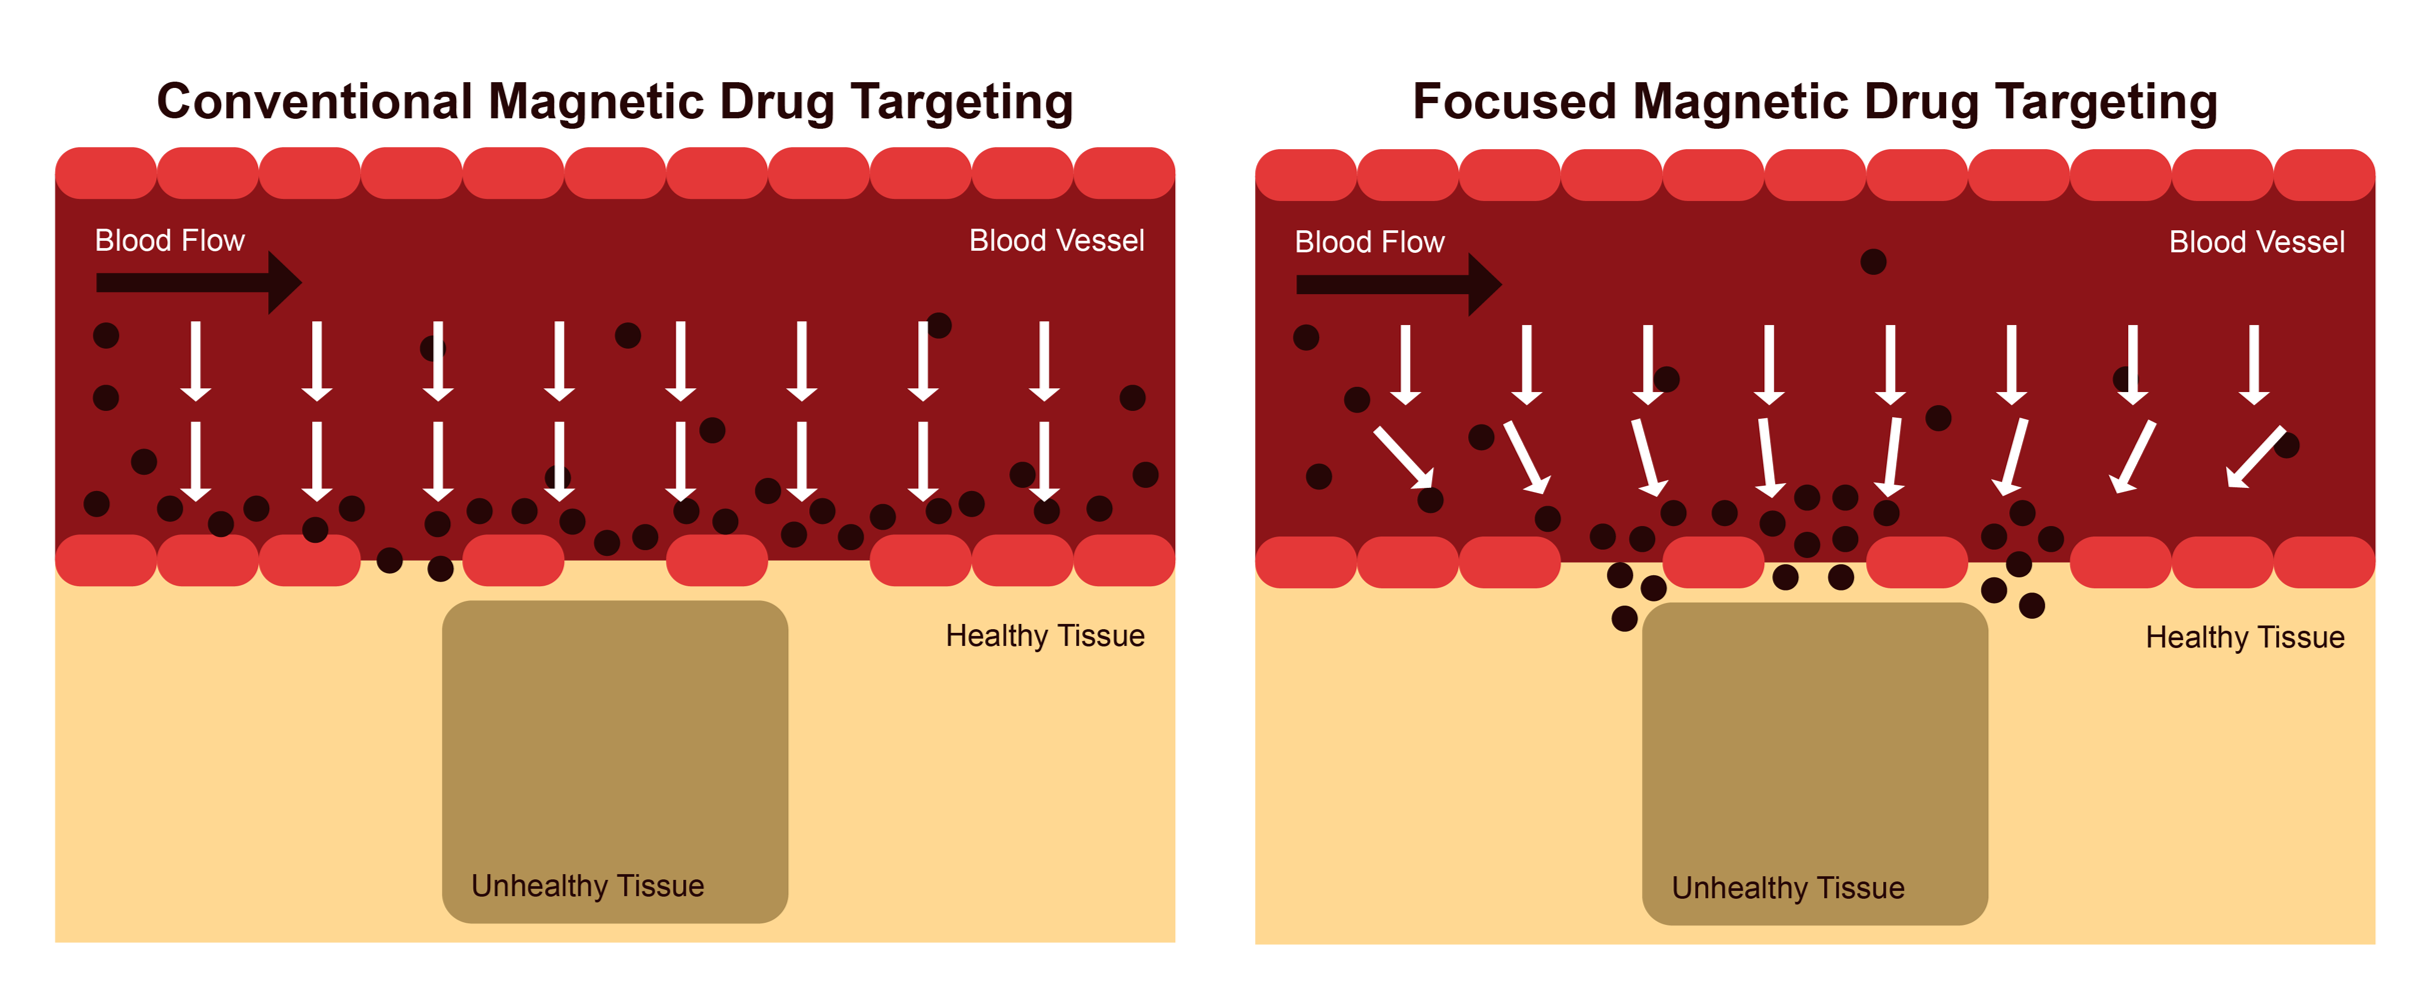 Conventional Magnetic Drug Targeting
Blood Flow
Blood Vessel
Healthy Tissue
Unhealthy Tissue
Focused Magnetic Drug Targeting
Blood Flow
Blood Vessel
Healthy Tissue
Unhealthy Tissue